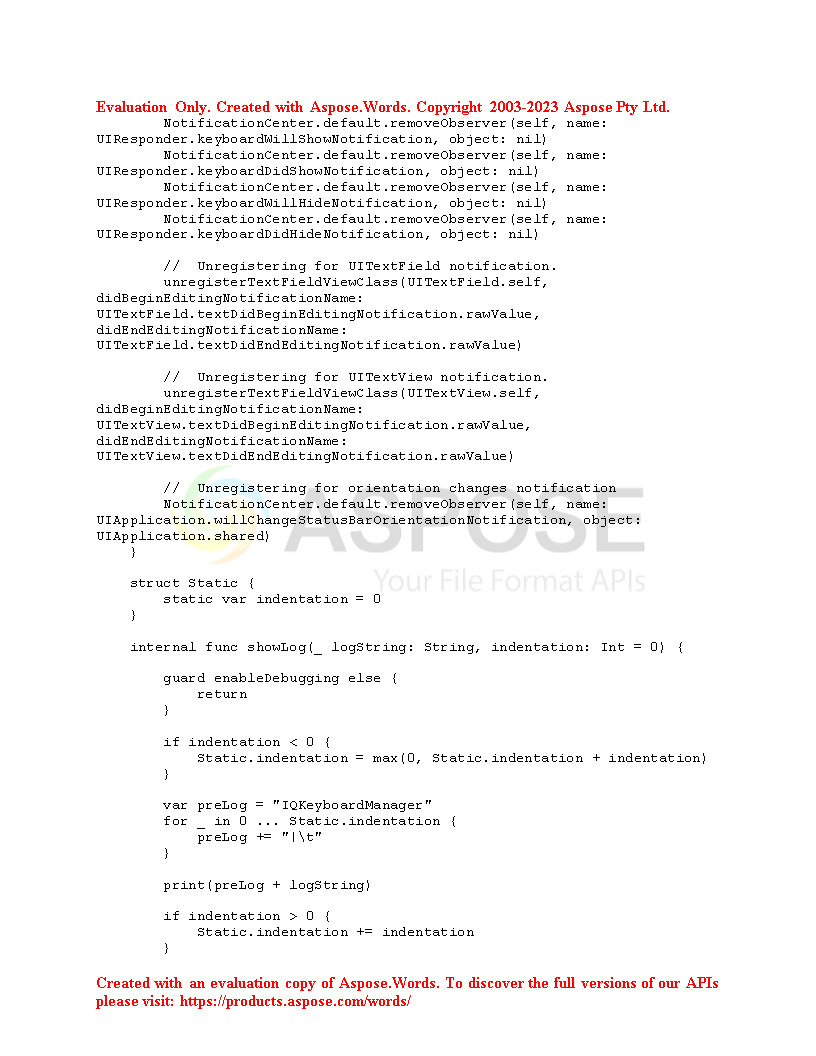 Evaluation Only. Created with Aspose.Words. Copyright 2003-2023 Aspose Pty Ltd.
        NotificationCenter.default.removeObserver(self, name:
UIResponder.keyboardWillShowNotification, object: nil)
        NotificationCenter.default.removeObserver(self, name:
UIResponder.keyboardDidShowNotification, object: nil)
        NotificationCenter.default.removeObserver(self, name:
UIResponder.keyboardWillHideNotification, object: nil)
        NotificationCenter.default.removeObserver(self, name:
UIResponder.keyboardDidHideNotification, object: nil)

        //  Unregistering for UITextField notification.
        unregisterTextFieldViewClass(UITextField.self,
didBeginEditingNotificationName:
UITextField.textDidBeginEditingNotification.rawValue,
didEndEditingNotificationName:
UITextField.textDidEndEditingNotification.rawValue)

        //  Unregistering for UITextView notification.
        unregisterTextFieldViewClass(UITextView.self,
didBeginEditingNotificationName:
UITextView.textDidBeginEditingNotification.rawValue,
didEndEditingNotificationName:
UITextView.textDidEndEditingNotification.rawValue)

        //  Unregistering for orientation changes notification
        NotificationCenter.default.removeObserver(self, name:
UIApplication.willChangeStatusBarOrientationNotification, object:
UIApplication.shared)
    }
ASPOSE
Your File Format APIs

    struct Static {
        static var indentation = 0
    }

    internal func showLog(_ logString: String, indentation: Int = 0) {

        guard enableDebugging else {
            return
        }

        if indentation < 0 {
            Static.indentation = max(0, Static.indentation + indentation)
        }

        var preLog = "IQKeyboardManager"
        for _ in 0 ... Static.indentation {
            preLog += "|\t"
        }

        print(preLog + logString)

        if indentation > 0 {
            Static.indentation += indentation
        }

Created with an evaluation copy of Aspose.Words. To discover the full versions of our APIs
please visit: https://products.aspose.com/words/